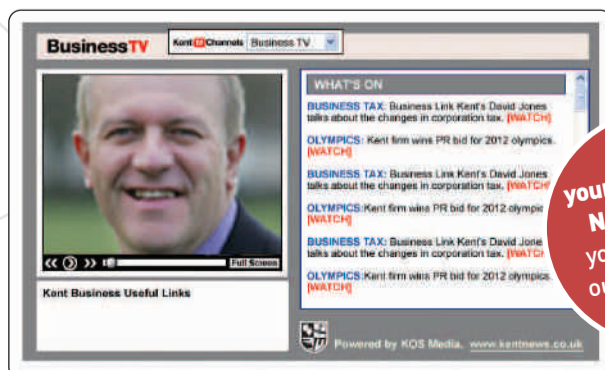 BusinessTV
Kent tv Channels Business TV
WHAT'S ON
BUSINESS TAX: Business Link Kent's David Jones
talks about the changes in corporation tax. [WATCH]
OLYMPICS: Kent firm wins PR bid for 2012 olympics.
[WATCH]
BUSINESS TAX: Business Link Kent's David Jones
talks about the changes in corporation tax. [WATCH
OLYMPICS: Kent firm wins PR bid for 2012 olympic
[WATCH]
BUSINESS TAX: Business Link Kent's David Jone
talks about the changes in corporation tax. [WATC
OLYMPICS: Kent firm wins PR bid for 2012 olympics.
[WATCH]
Full Screen
Kent Business Useful Links
Powered by KOS Media. www.kentnews.co.uk
your
N
yo
ou